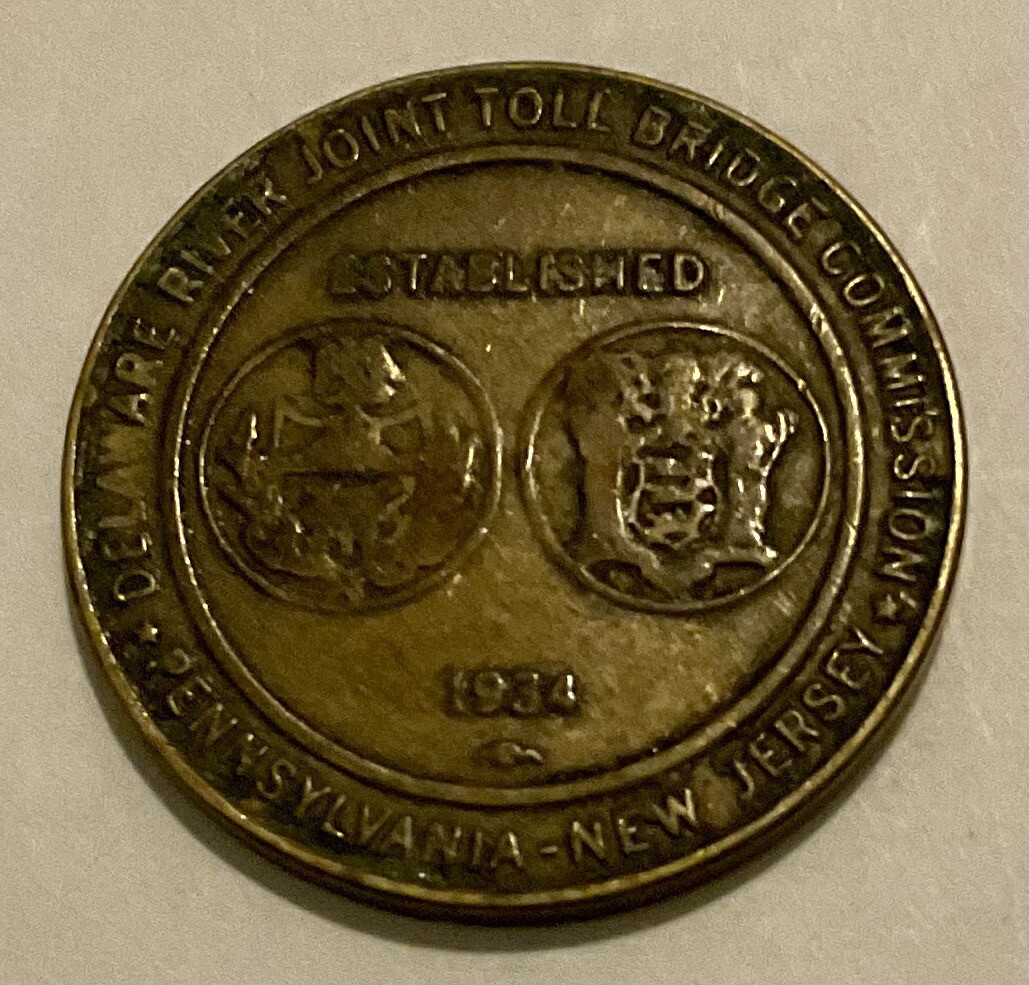 DELAWARE RIVER JOINT TOLL BRIDGE COMMISSION
ESTABLISHED
1934
PENNSYLVANIA-NEW JERSEY